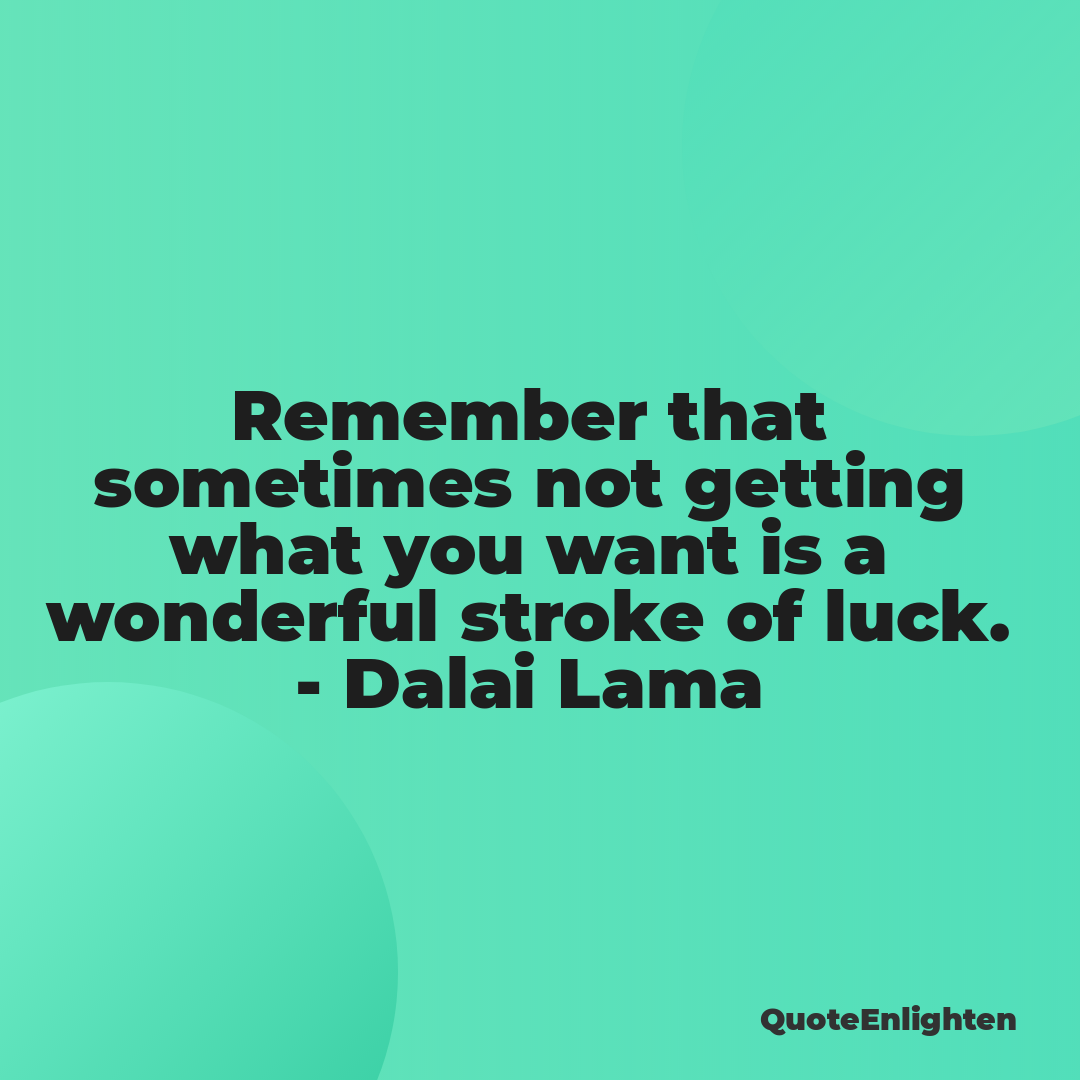 Remember that
sometimes not getting
what you want is a
wonderful stroke of luck.
- Dalai Lama
QuoteEnlighten